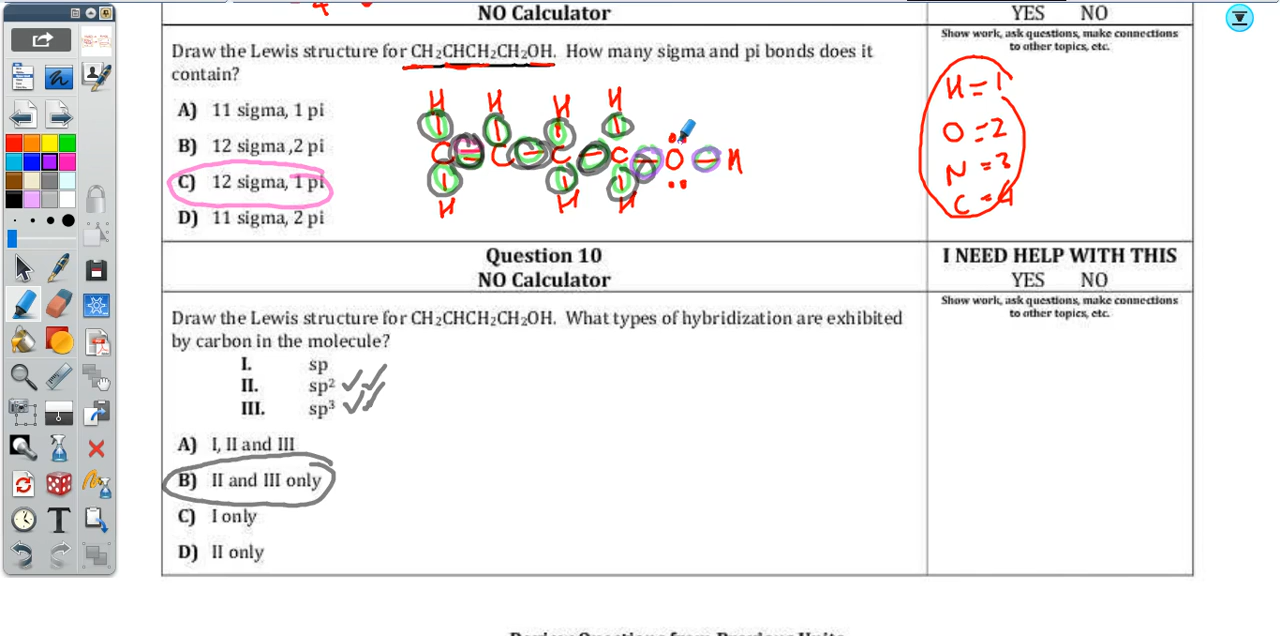 NO Calculator
YES NO
Draw the Lewis structure for CH₂CHCH₂CH₂OH. How many sigma and pi bonds does it
contain?
Show work, ask questions, make connections
to other topics, etc.
A) 11 sigma, 1 pi
B) 12 sigma ,2 pi
C) 12 sigma, 1 pi
D) 11 sigma, 2 pi
H H H H
C = C - C - C - O - H
H H H
H = 1
O = 2
N = 3
C = 4
Question 10
NO Calculator
I NEED HELP WITH THIS
YES NO
Draw the Lewis structure for CH₂CHCH₂CH₂OH. What types of hybridization are exhibited
by carbon in the molecule?
Show work, ask questions, make connections
to other topics, etc.
I. sp
II. sp²
III. sp³
A) I, II and III
B) II and III only
C) I only
D) II only